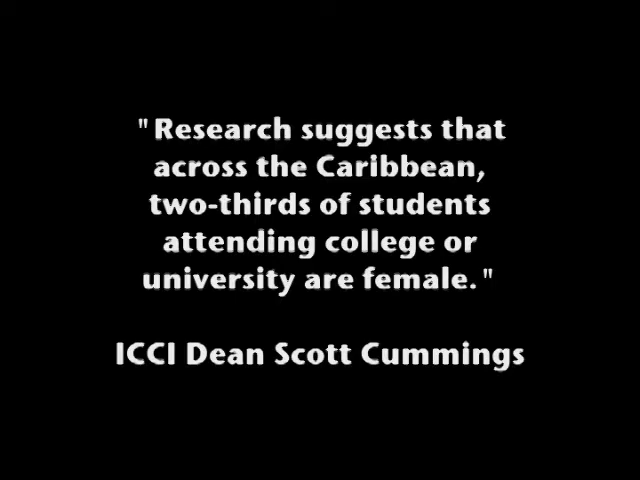 "Research suggests that
across the Caribbean,
two-thirds of students
attending college or
university are female."
ICCI Dean Scott Cummings